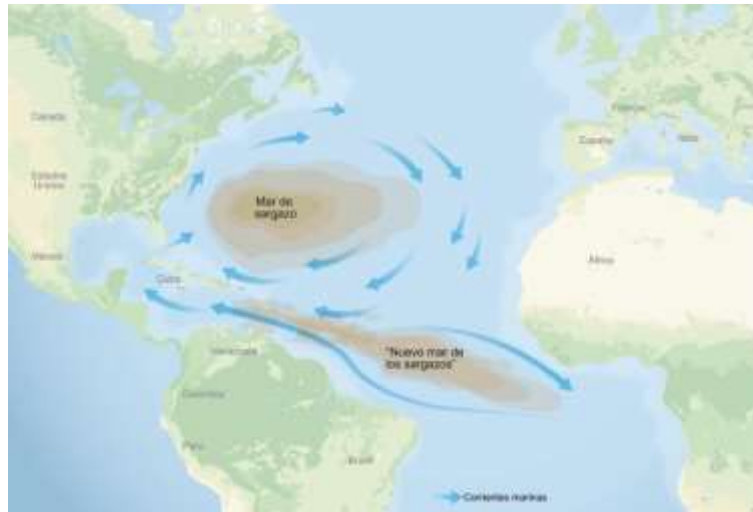 Canadá
Estados
Unidos
México
Cuba
Venezuela
Colombia
Perú
Brasil
Francia
España
Italia
África
Mar de
sargazo
"Nuevo mar de
los sargazos"
Corrientes marinas